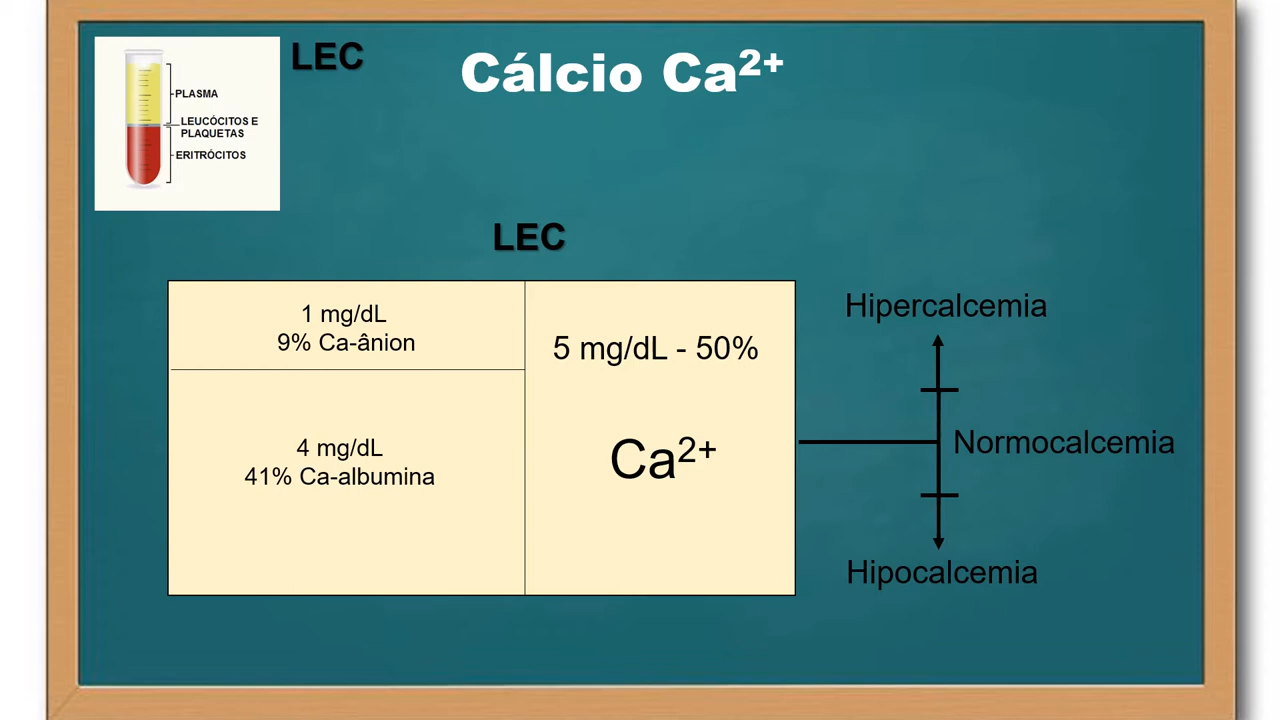 LEC
Cálcio Ca²⁺
PLASMA
LEUCÓCITOS E
PLAQUETAS
ERITRÓCITOS
LEC
1 mg/dL
9% Ca-ânion
4 mg/dL
41% Ca-albumina
5 mg/dL - 50%
Ca²⁺
Hipercalcemia
Normocalcemia
Hipocalcemia